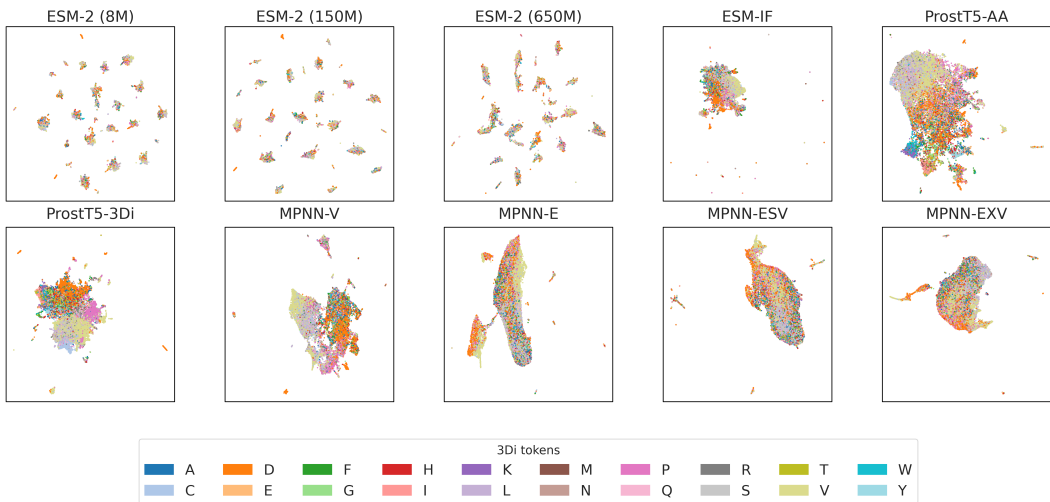 ESM-2 (8M) ESM-2 (150M) ESM-2 (650M) ESM-IF ProstT5-AA
ProstT5-3Di MPNN-V MPNN-E MPNN-ESV MPNN-EXV
3Di tokens
A D F H K M P R T W
C E G I L N Q S V Y